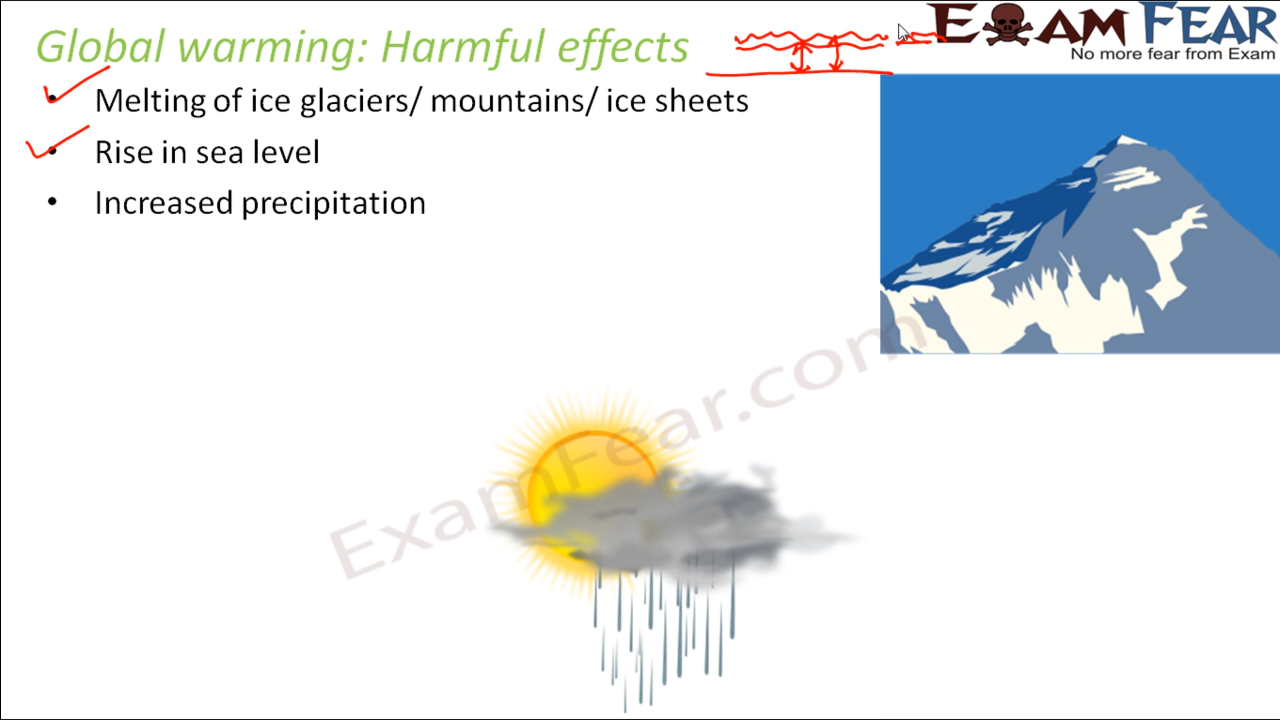 Global warming: Harmful effects
EXAM FEAR
No more fear from Exam
• Melting of ice glaciers/ mountains/ ice sheets
• Rise in sea level
• Increased precipitation
ExamFear.com